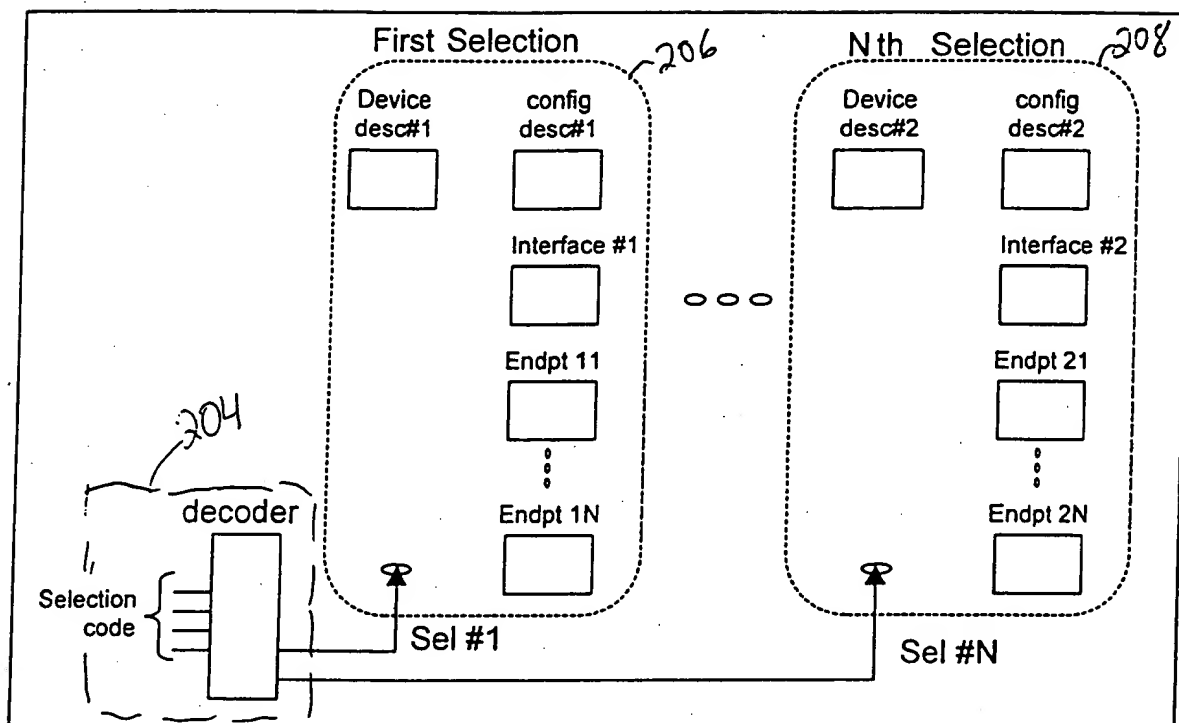 First Selection
206
Nth Selection
208
Device
desc#1
config
desc#1
Device
desc#2
config
desc#2
Interface #1
Interface #2
Endpt 11
Endpt 21
204
decoder
Endpt 1N
Endpt 2N
Selection
code
Sel #1
Sel #N